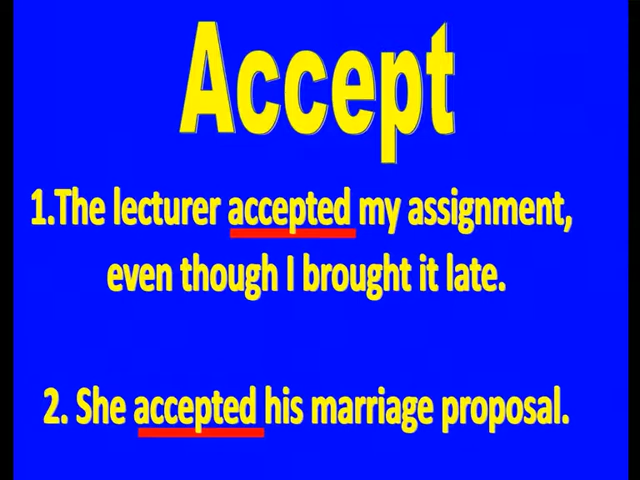 Accept
1.The lecturer accepted my assignment,
even though I brought it late.
2. She accepted his marriage proposal.